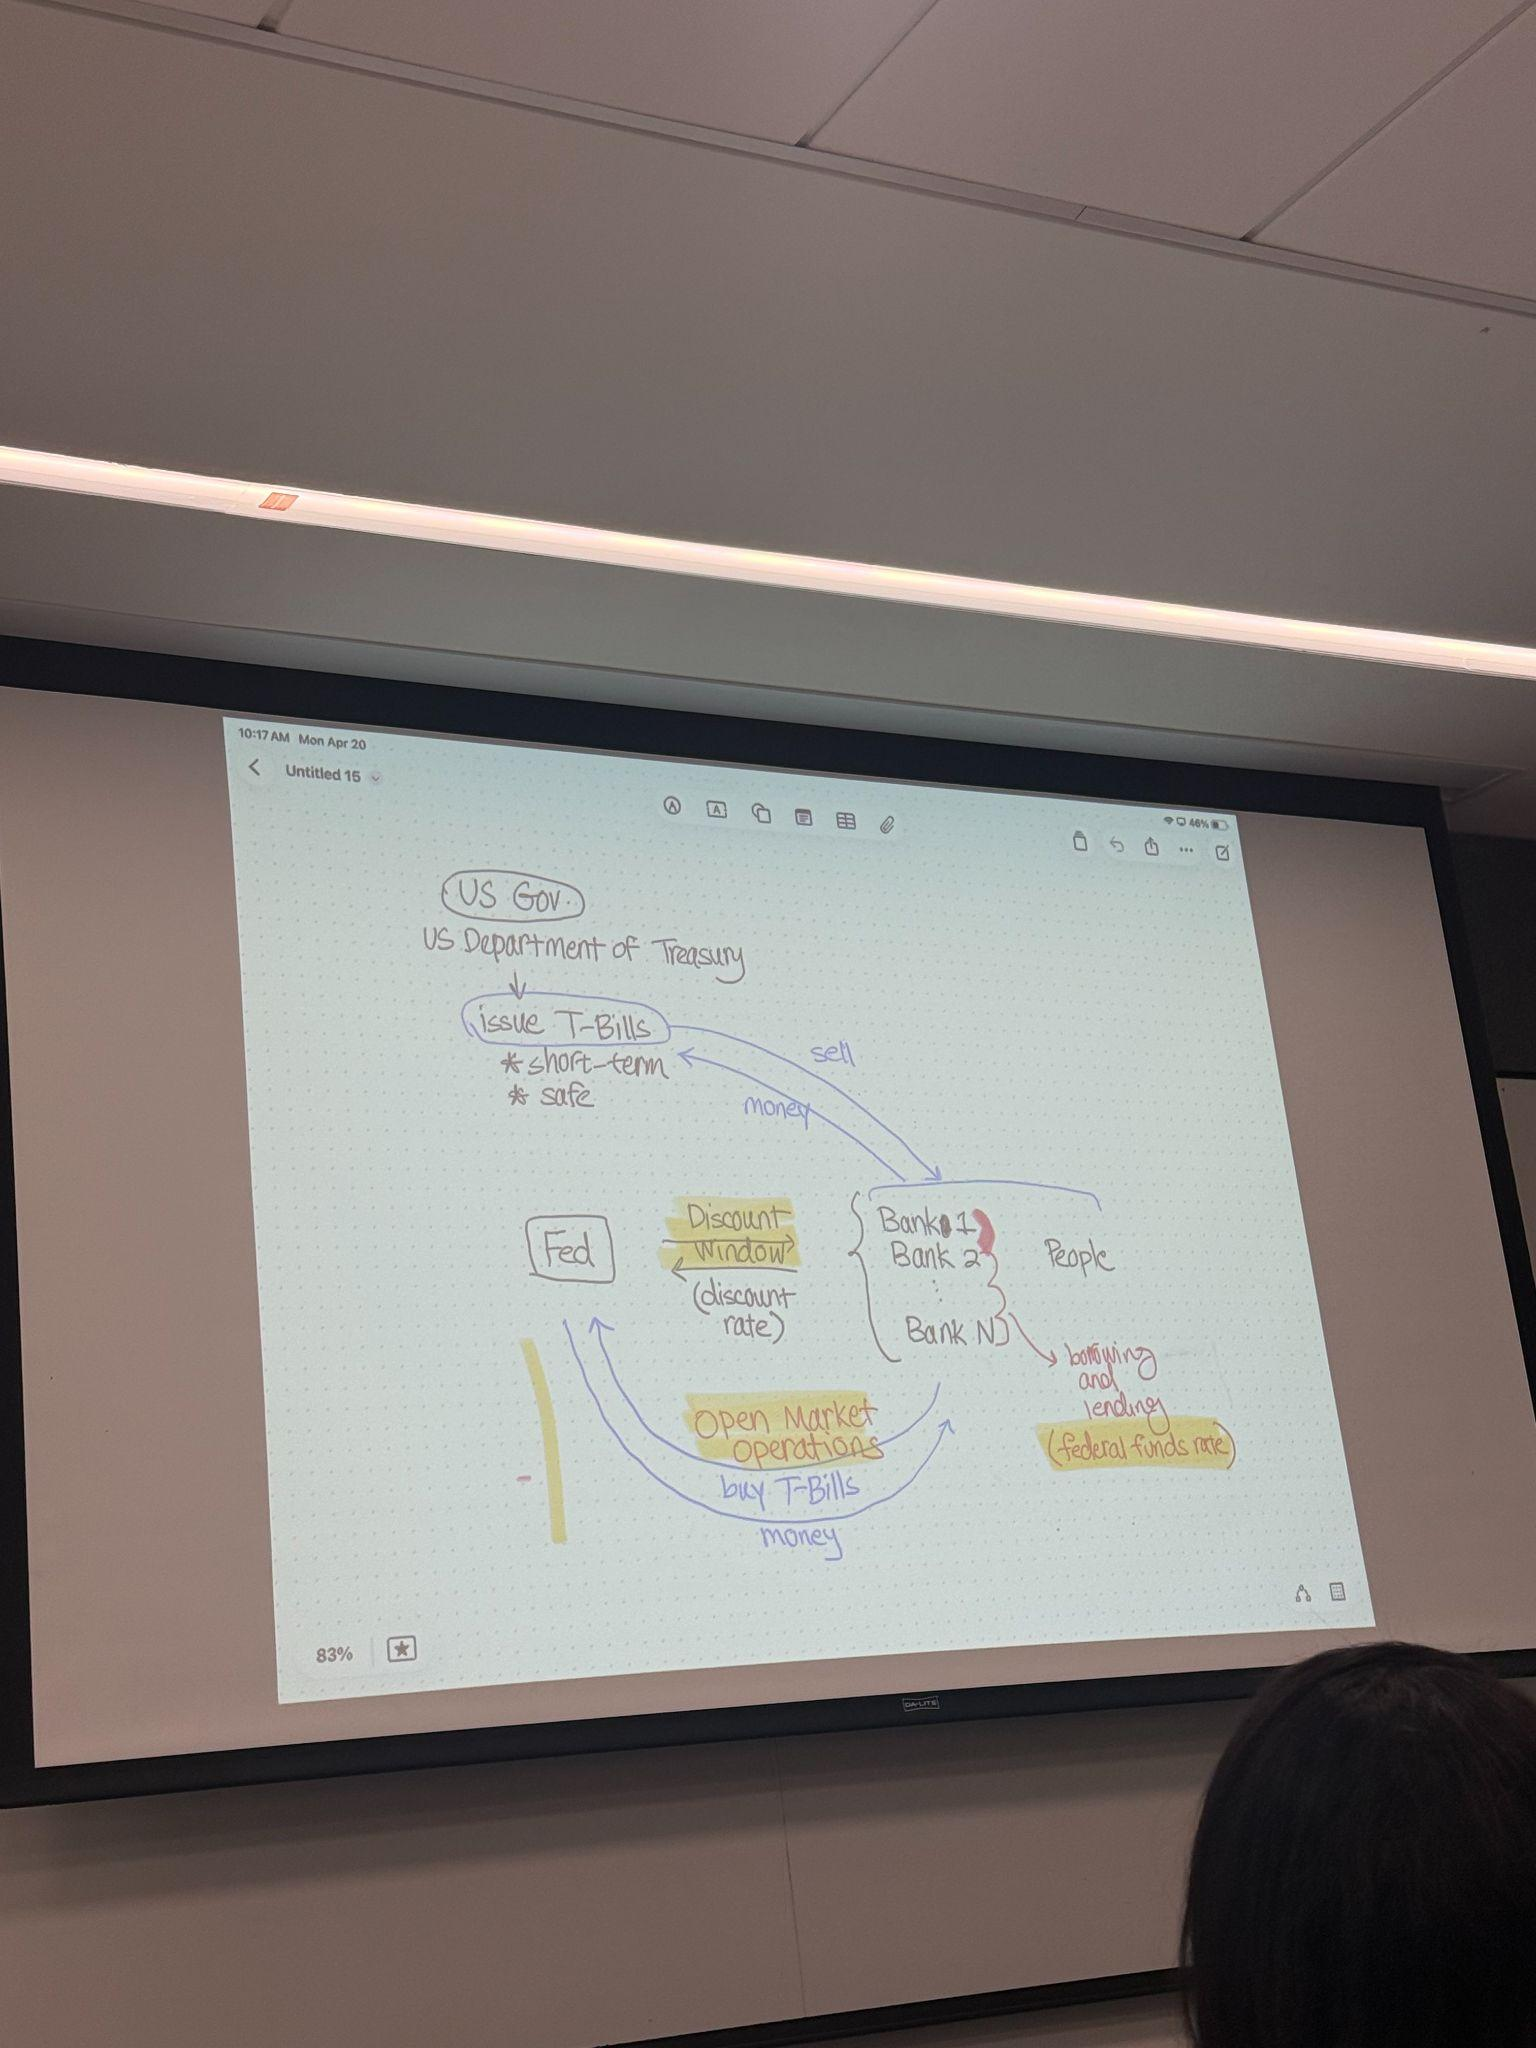 10:17 AM Mon Apr 20
46%
Untitled 15
US Gov.
US Department of Treasury
issue T-Bills
* short-term
* safe
sell
money
Fed
Discount
Window
(discount
rate)
Bank 1
Bank 2
⋮
Bank N
People
borrowing
and
lending
(federal funds rate)
Open Market
Operations
buy T-Bills
money
83%
DA-LITE